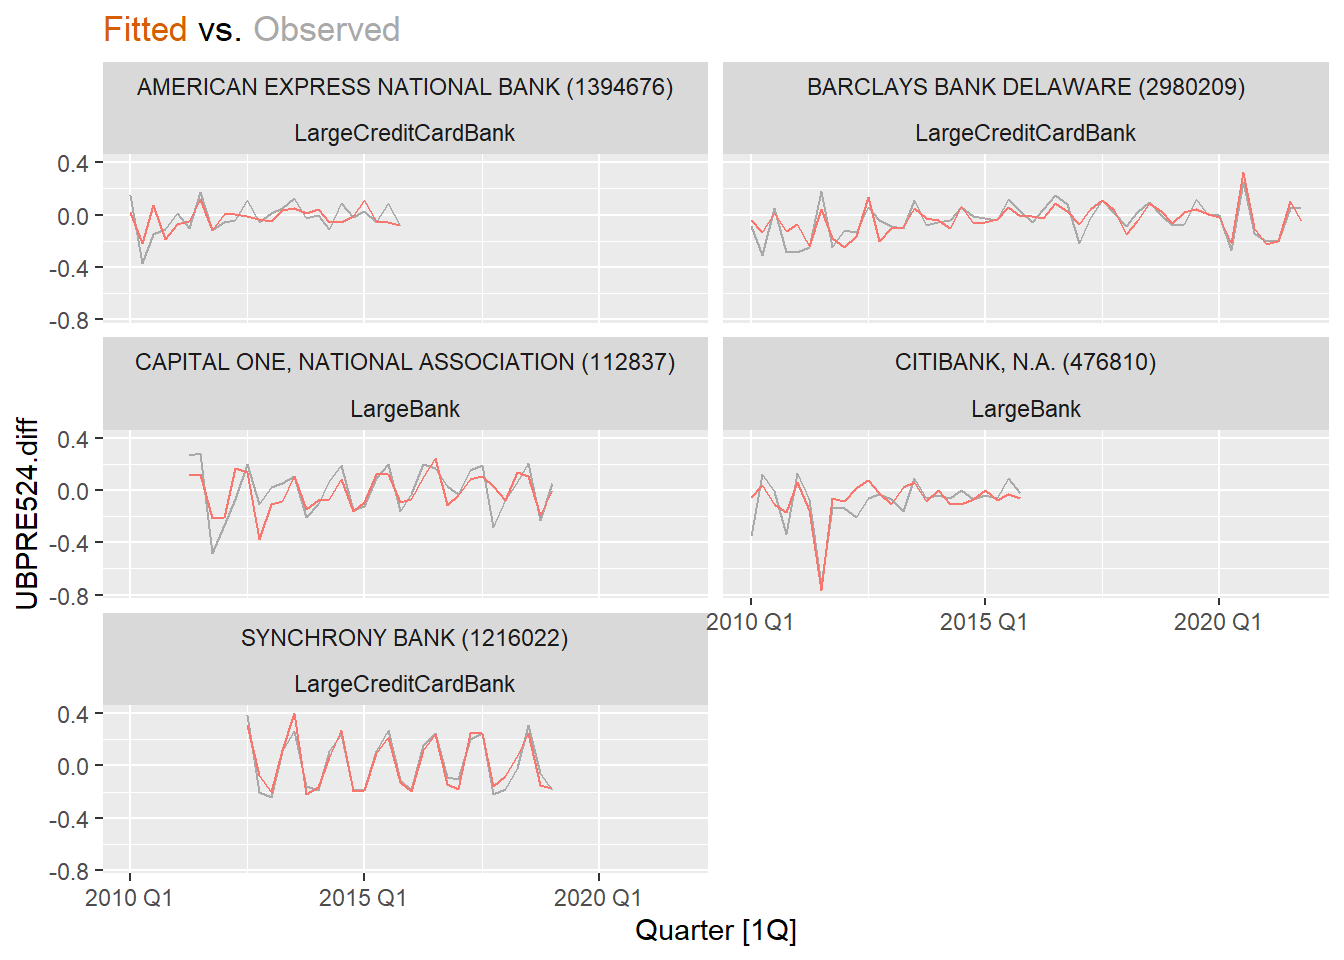 Fitted vs. Observed
AMERICAN EXPRESS NATIONAL BANK (1394676)
LargeCreditCardBank
BARCLAYS BANK DELAWARE (2980209)
LargeCreditCardBank
0.4
0.0
-0.4
-0.8
CAPITAL ONE, NATIONAL ASSOCIATION (112837)
LargeBank
CITIBANK, N.A. (476810)
LargeBank
0.4
0.0
-0.4
-0.8
2010 Q1 2015 Q1 2020 Q1
SYNCHRONY BANK (1216022)
LargeCreditCardBank
0.4
0.0
-0.4
-0.8
2010 Q1 2015 Q1 2020 Q1
UBPRE524.diff
Quarter [1Q]